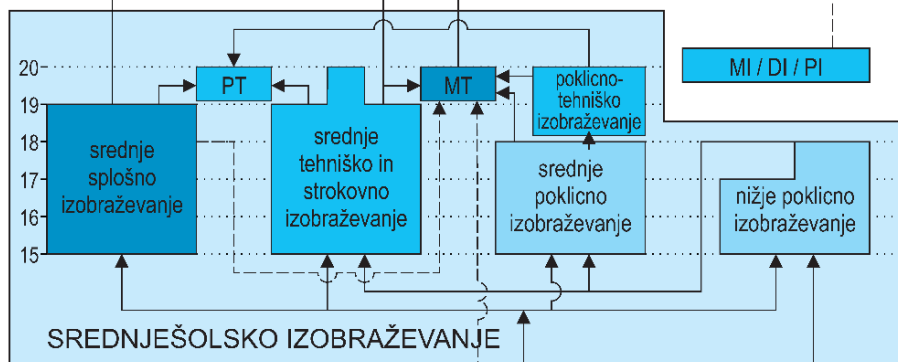 MI / DI / PI
20
19
18
17
16
15
PT
MT
poklicno-
tehniško
izobraževanje
srednje
splošno
izobraževanje
srednje
tehniško in
strokovno
izobraževanje
srednje
poklicno
izobraževanje
nižje poklicno
izobraževanje
SREDNJEŠOLSKO IZOBRAŽEVANJE